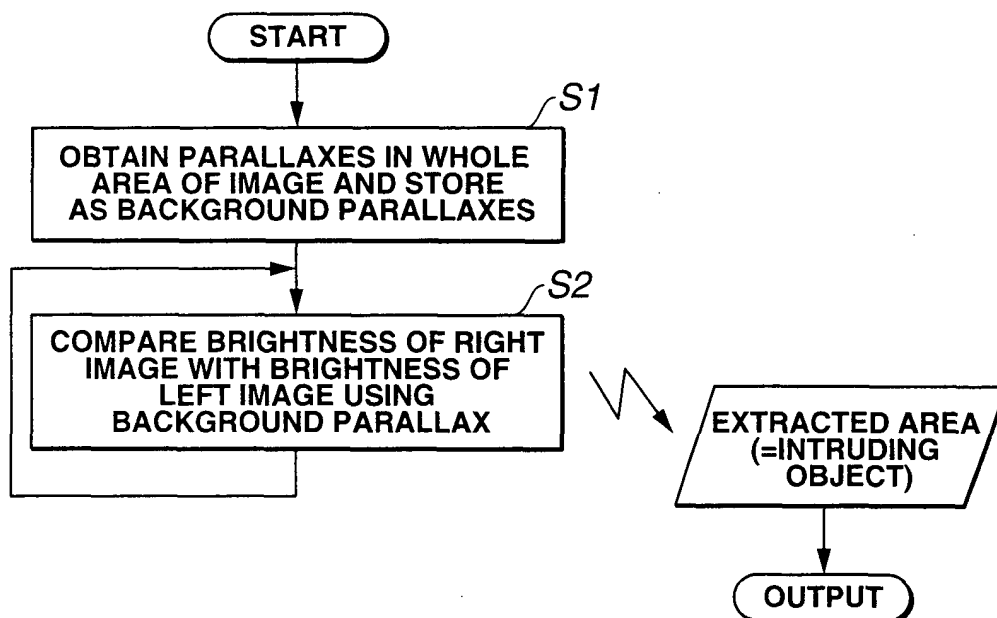 START
S1
OBTAIN PARALLAXES IN WHOLE
AREA OF IMAGE AND STORE
AS BACKGROUND PARALLAXES
S2
COMPARE BRIGHTNESS OF RIGHT
IMAGE WITH BRIGHTNESS OF
LEFT IMAGE USING
BACKGROUND PARALLAX
EXTRACTED AREA
(=INTRUDING
OBJECT)
OUTPUT